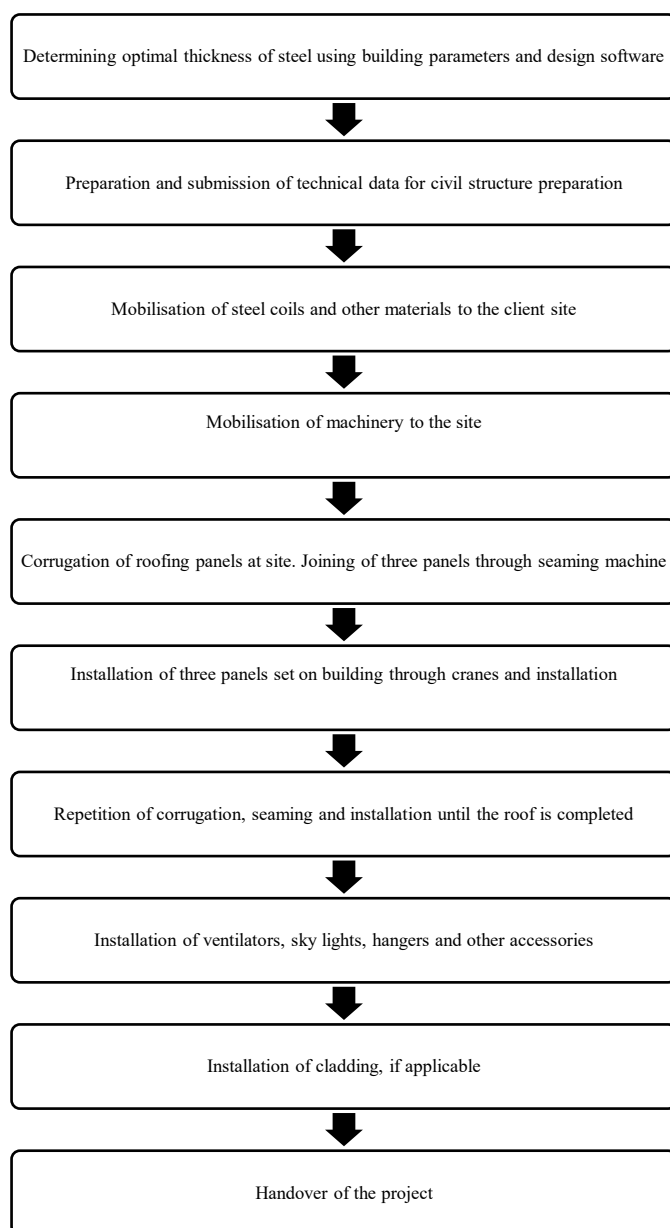 Determining optimal thickness of steel using building parameters and design software
Preparation and submission of technical data for civil structure preparation
Mobilisation of steel coils and other materials to the client site
Mobilisation of machinery to the site
Corrugation of roofing panels at site. Joining of three panels through seaming machine
Installation of three panels set on building through cranes and installation
Repetition of corrugation, seaming and installation until the roof is completed
Installation of ventilators, sky lights, hangers and other accessories
Installation of cladding, if applicable
Handover of the project